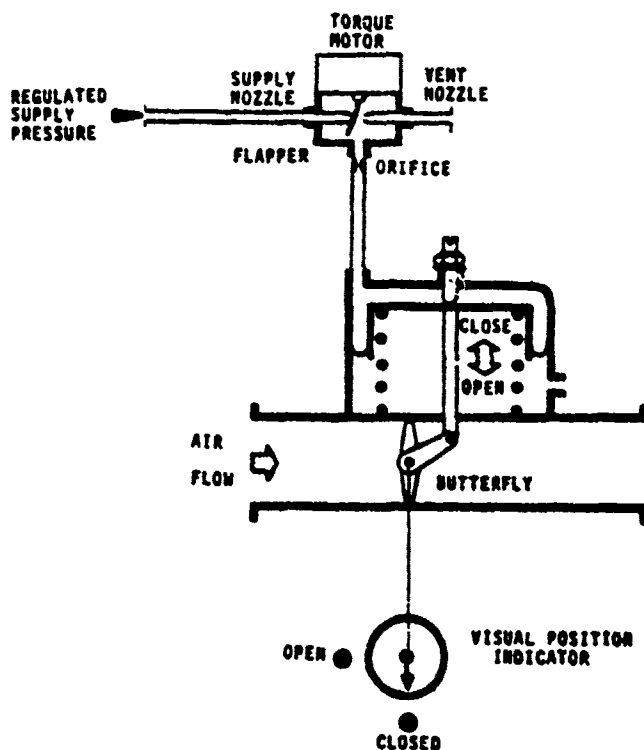 TORQUE
MOTOR
SUPPLY
NOZZLE
VENT
NOZZLE
REGULATED
SUPPLY
PRESSURE
FLAPPER
ORIFICE
CLOSE
OPEN
AIR
FLOW
BUTTERFLY
OPEN
VISUAL POSITION
INDICATOR
CLOSED